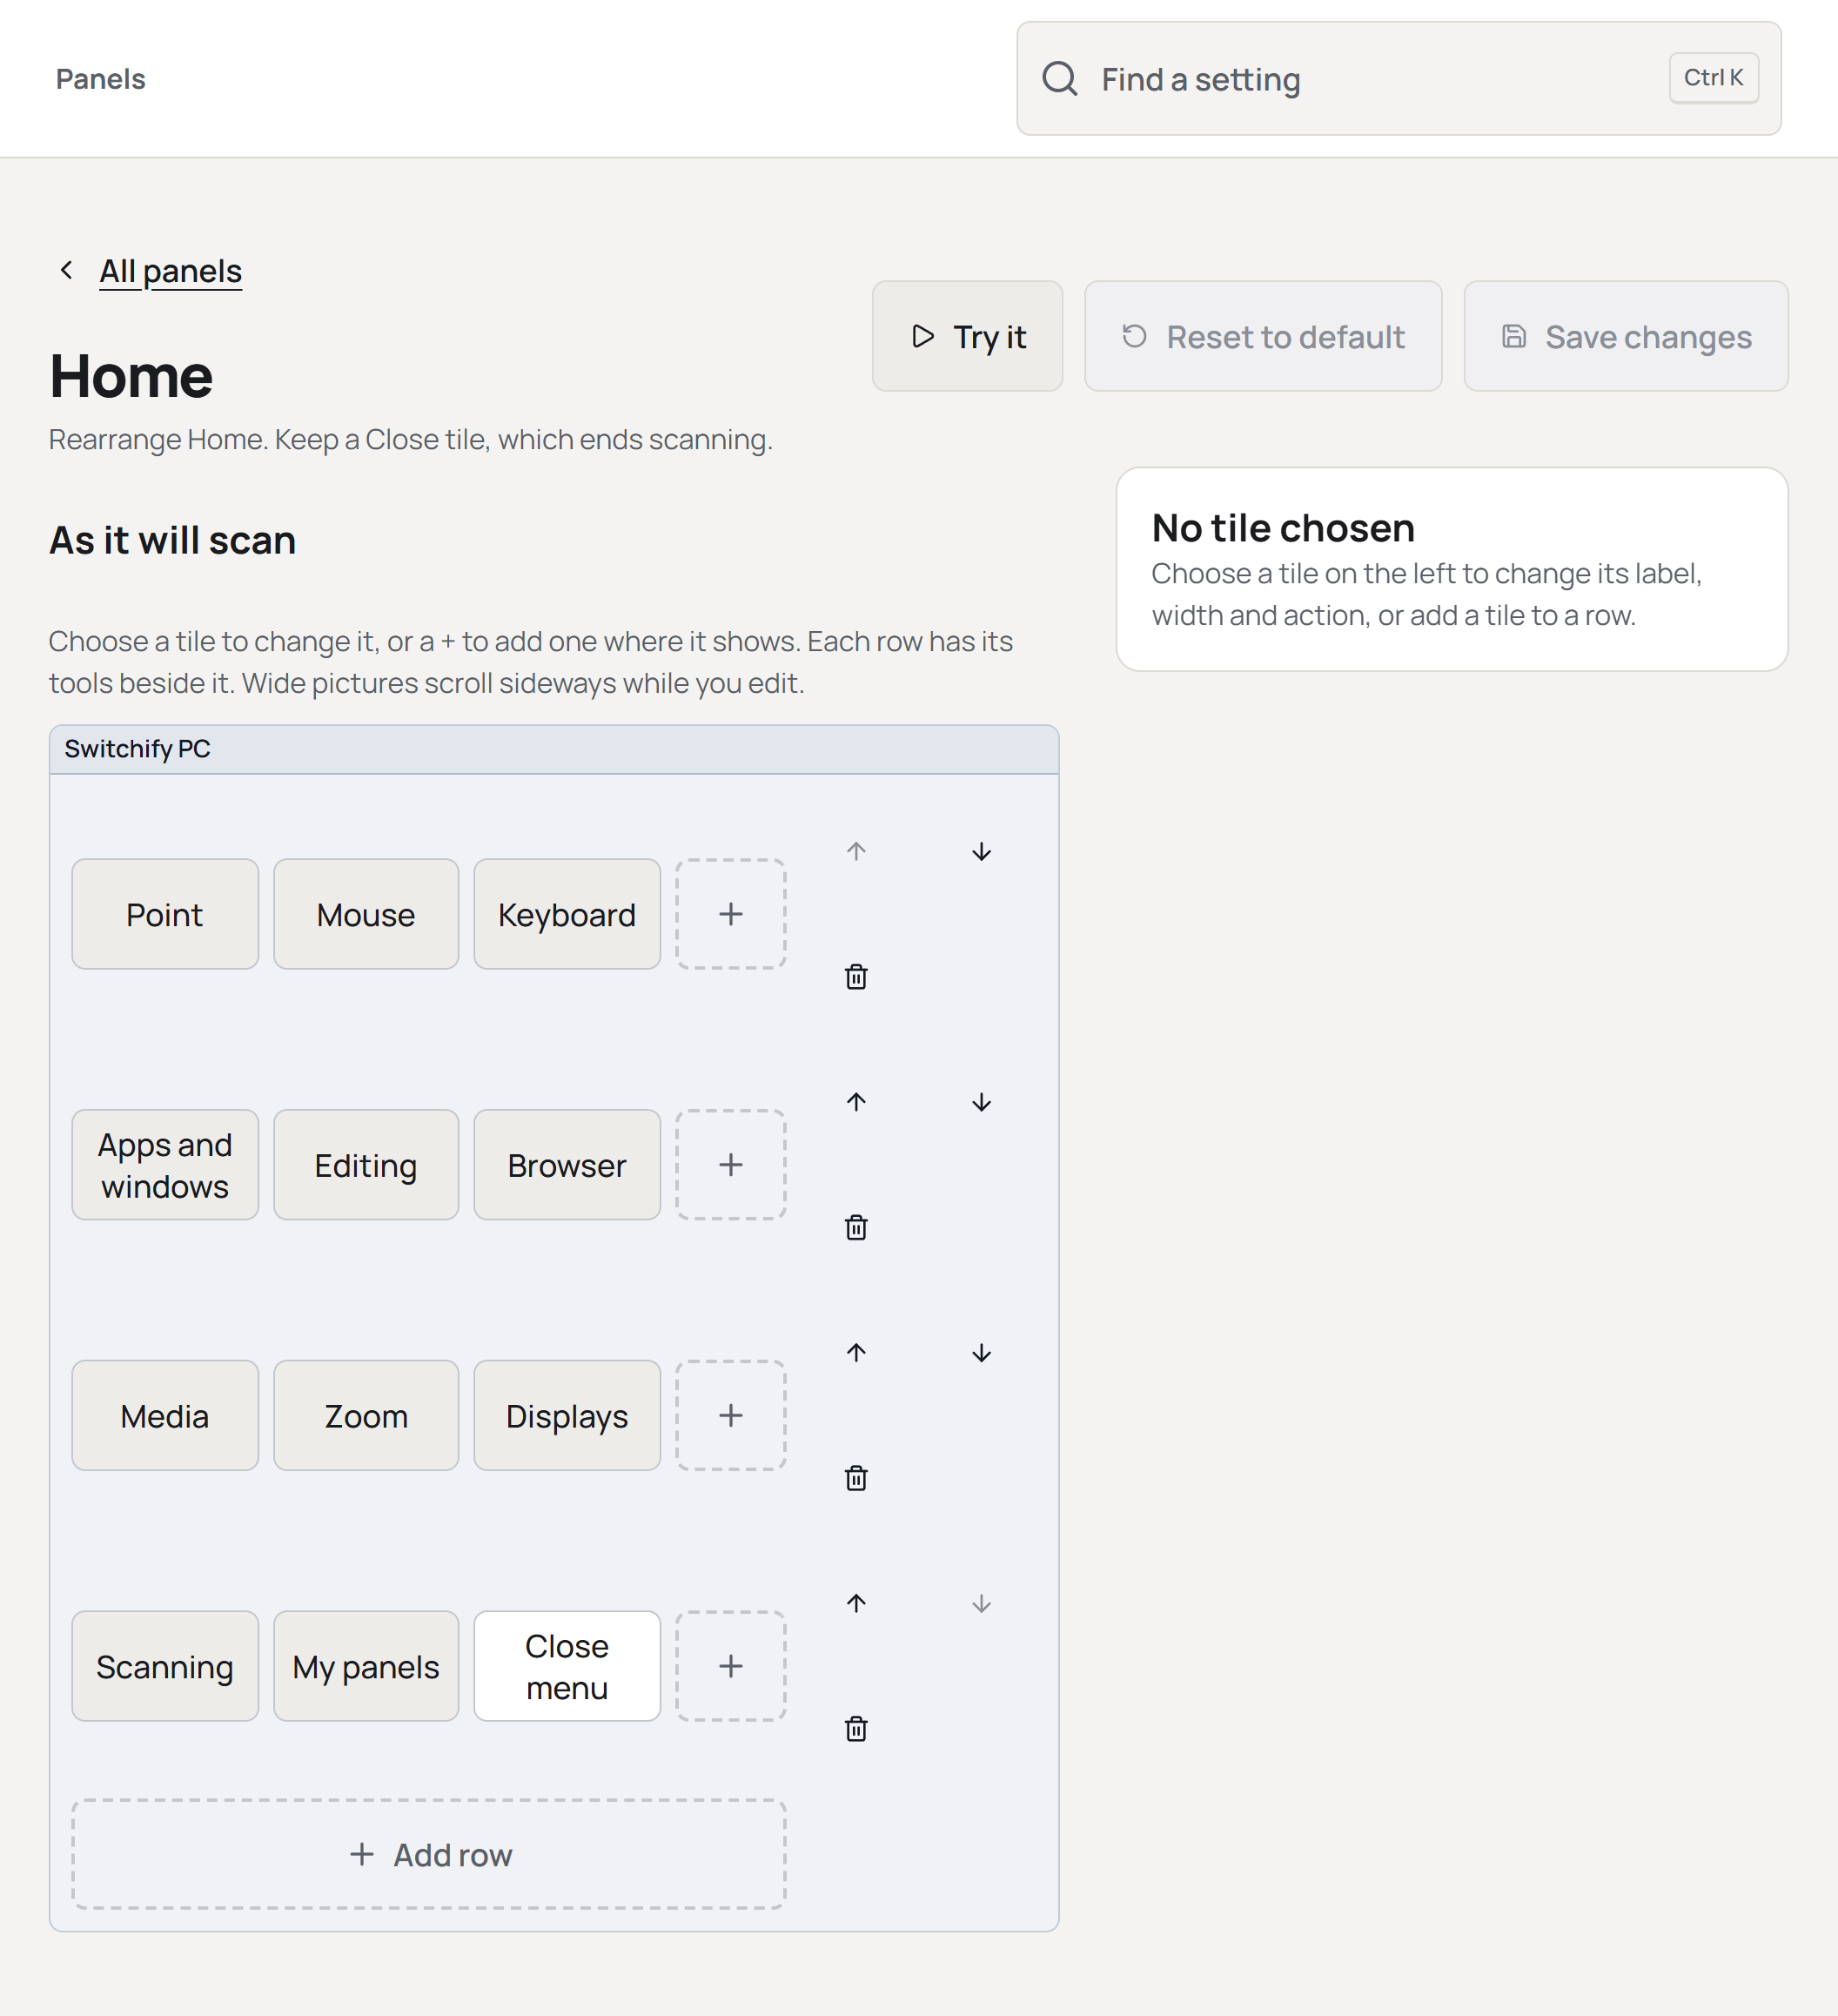 Panels
Find a setting
Ctrl K
All panels
Try it
Reset to default
Save changes
Home
Rearrange Home. Keep a Close tile, which ends scanning.
As it will scan
No tile chosen
Choose a tile on the left to change its label,
width and action, or add a tile to a row.
Choose a tile to change it, or a + to add one where it shows. Each row has its
tools beside it. Wide pictures scroll sideways while you edit.
Switchify PC
Point
Mouse
Keyboard
+
Apps and
windows
Editing
Browser
+
Media
Zoom
Displays
+
Scanning
My panels
Close
menu
+
+ Add row